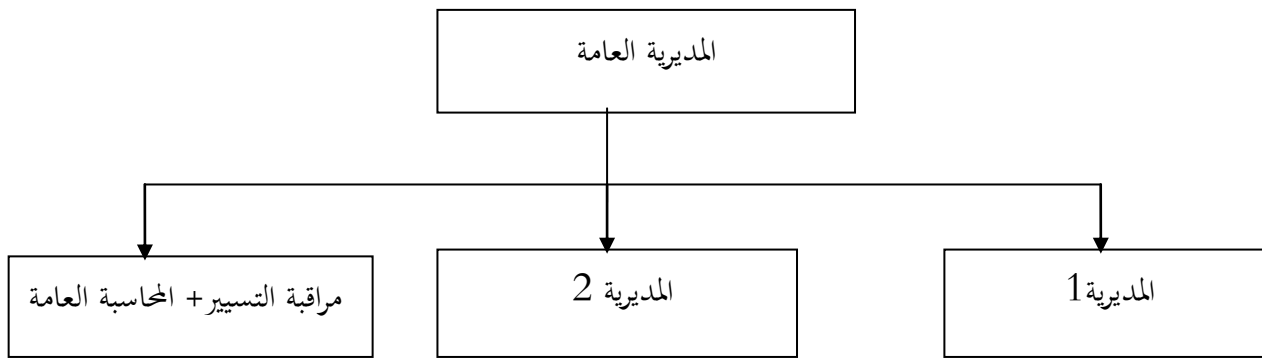 المديرية العامة
المديرية1
المديرية 2
مراقبة التسيير+ المحاسبة العامة